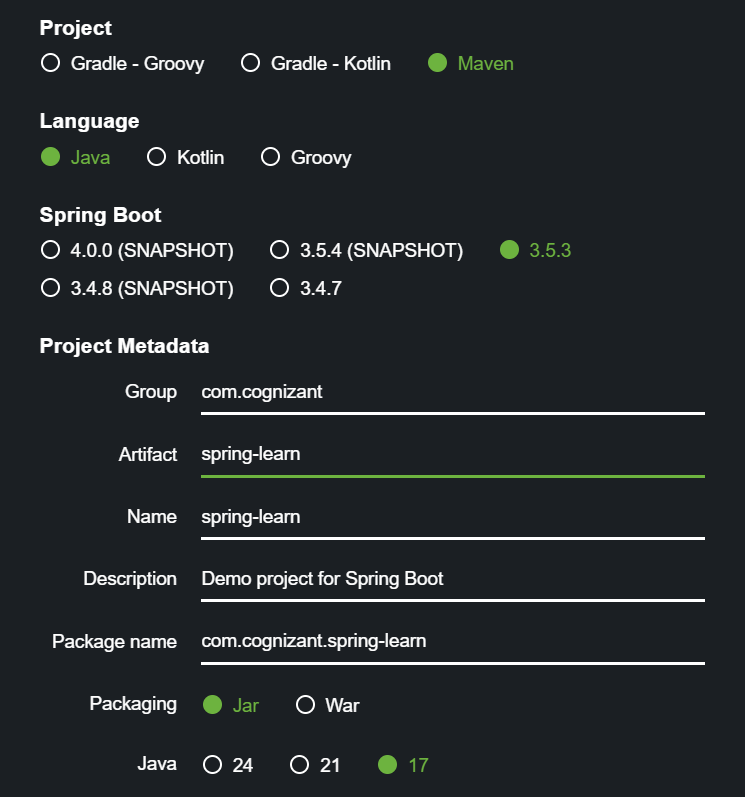 Project
Gradle - Groovy Gradle - Kotlin Maven
Language
Java Kotlin Groovy
Spring Boot
4.0.0 (SNAPSHOT) 3.5.4 (SNAPSHOT) 3.5.3
3.4.8 (SNAPSHOT) 3.4.7
Project Metadata
Group com.cognizant
Artifact spring-learn
Name spring-learn
Description Demo project for Spring Boot
Package name com.cognizant.spring-learn
Packaging Jar War
Java 24 21 17